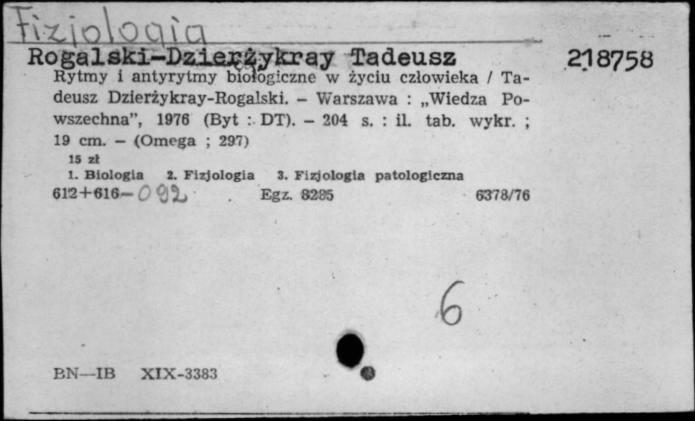 Fizjologia
Rogalski-Dzierżykray Tadeusz 218758
Rytmy i antyrytmy biologiczne w życiu człowieka / Ta-
deusz Dzierżykray-Rogalski. – Warszawa : „Wiedza Po-
wszechna”, 1976 (Byt : DT). – 204 s. : il. tab. wykr. ;
19 cm. – (Omega ; 297)
15 zł
1. Biologia 2. Fizjologia 3. Fizjologia patologiczna
612+616–092 Egz. 8285 6378/76
6
BN—IB XIX-3383